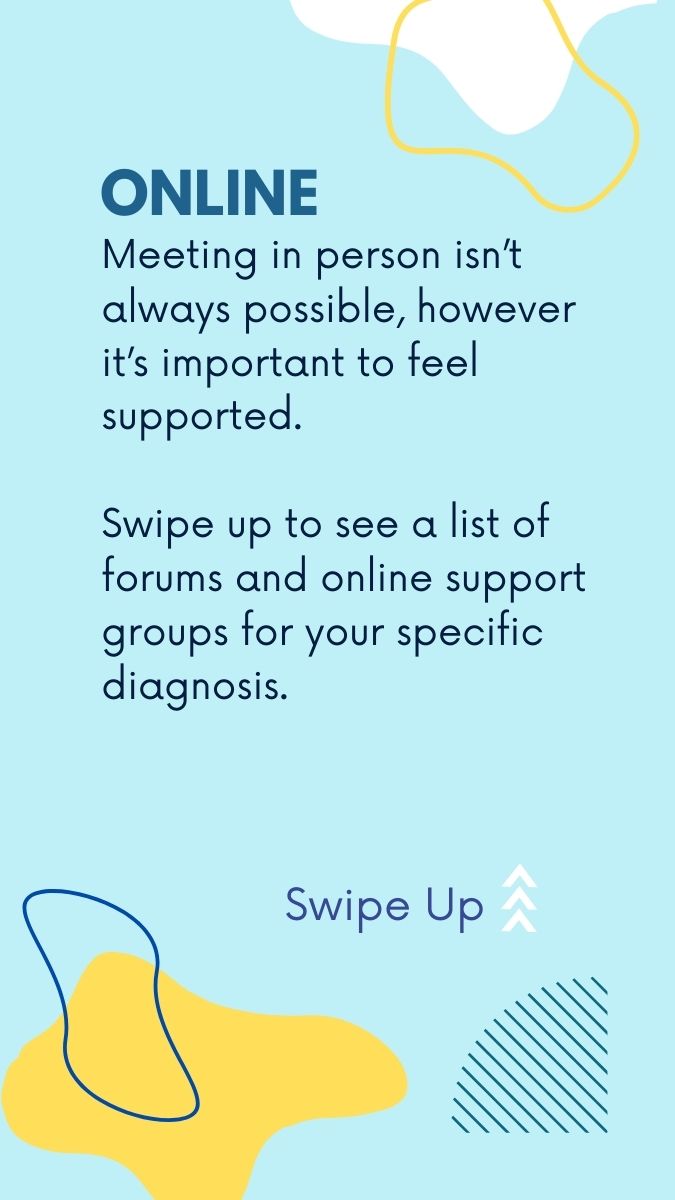 ONLINE
Meeting in person isn’t
always possible, however
it’s important to feel
supported.
Swipe up to see a list of
forums and online support
groups for your specific
diagnosis.
Swipe Up